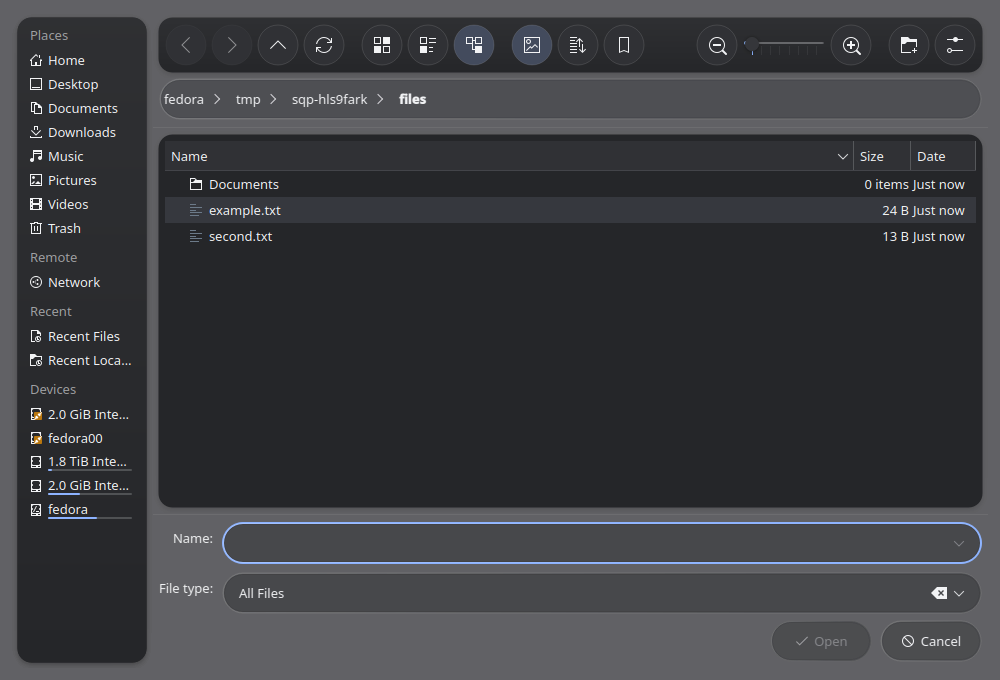 Places
Home
Desktop
Documents
Downloads
Music
Pictures
Videos
Trash
Remote
Network
Recent
Recent Files
Recent Loca...
Devices
2.0 GiB Inte...
fedora00
1.8 TiB Inte...
2.0 GiB Inte...
fedora
fedora > tmp > sqp-hls9fark > files
Name Size Date
Documents 0 items Just now
example.txt 24 B Just now
second.txt 13 B Just now
Name:
File type: All Files
Open Cancel